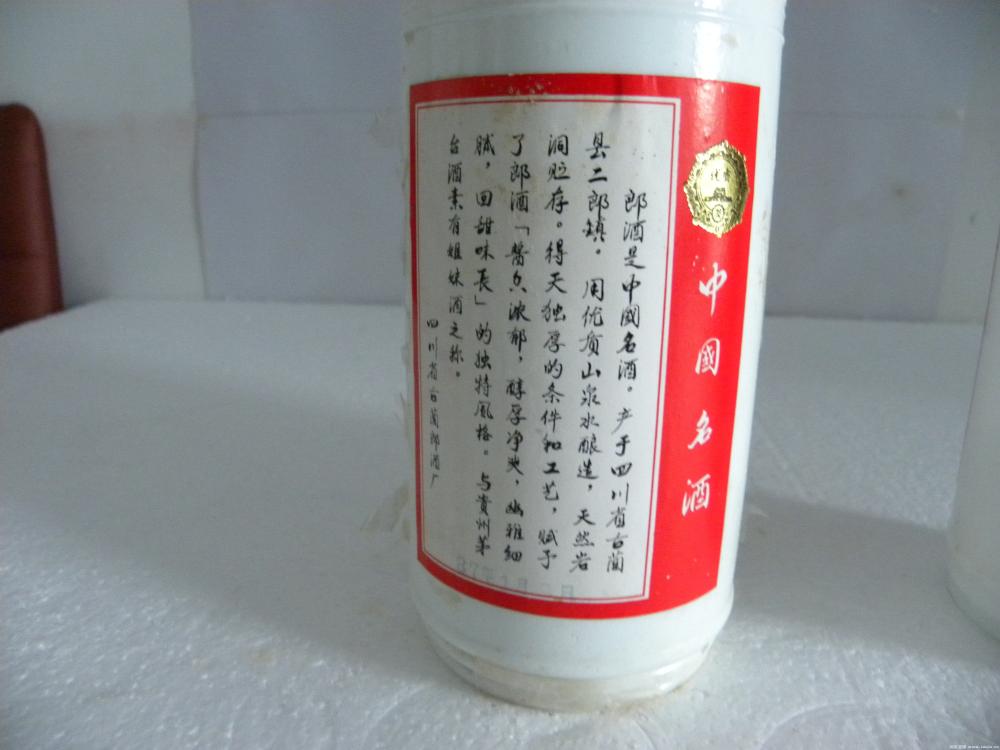 中國名酒
郎酒是中國名酒。产于四川省古蔺
县二郎镇。用优质山泉水酿造，天然岩
洞贮存。得天独厚的条件和工艺，赋予
了郎酒「酱香浓郁，醇厚净爽，幽雅细
腻，回甜味長」的独特風格。与貴州茅
台酒素有姐妹酒之称。
四川省古蔺郎酒厂